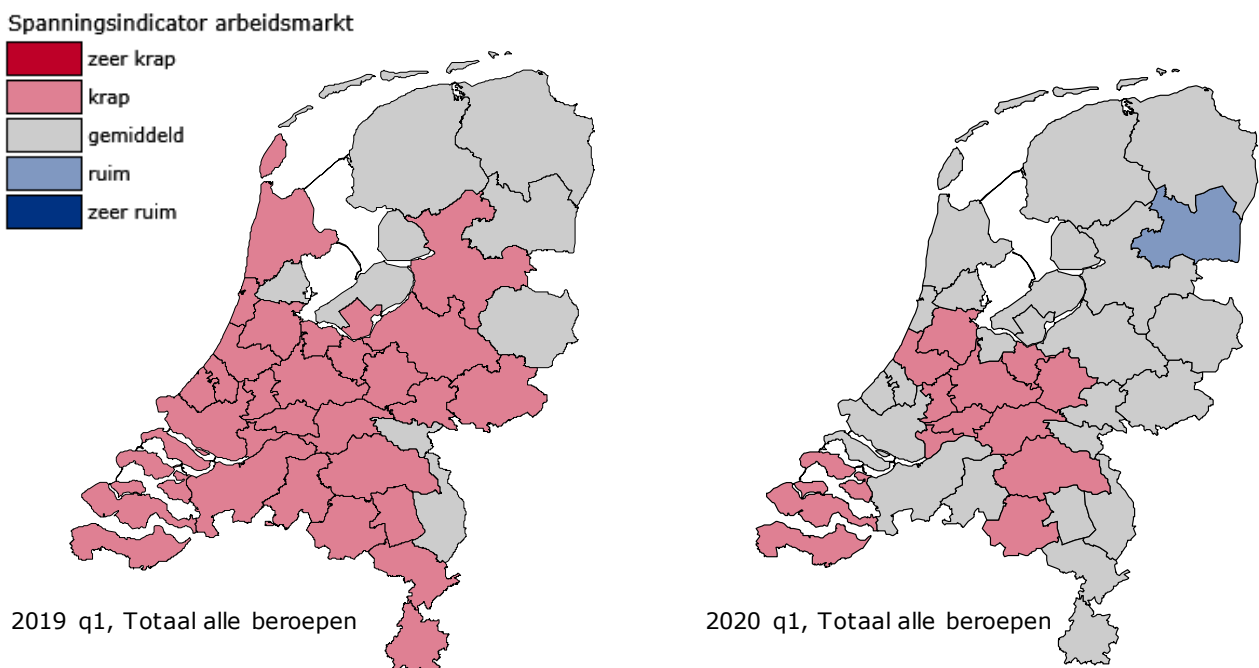 Spanningsindicator arbeidsmarkt
zeer krap
krap
gemiddeld
ruim
zeer ruim
2019 q1, Totaal alle beroepen
2020 q1, Totaal alle beroepen